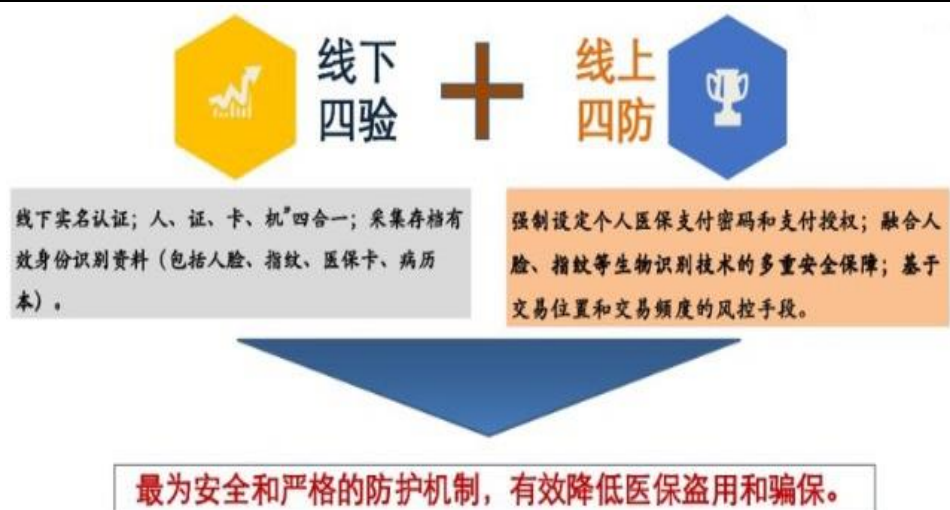 线下
四验
线上
四防
线下实名认证；人、证、卡、机"四合一；采集存档有
效身份识别资料（包括人脸、指纹、医保卡、病历
本）。
强制设定个人医保支付密码和支付授权；融合人
脸、指纹等生物识别技术的多重安全保障；基于
交易位置和交易频度的风控手段。
最为安全和严格的防护机制，有效降低医保盗用和骗保。